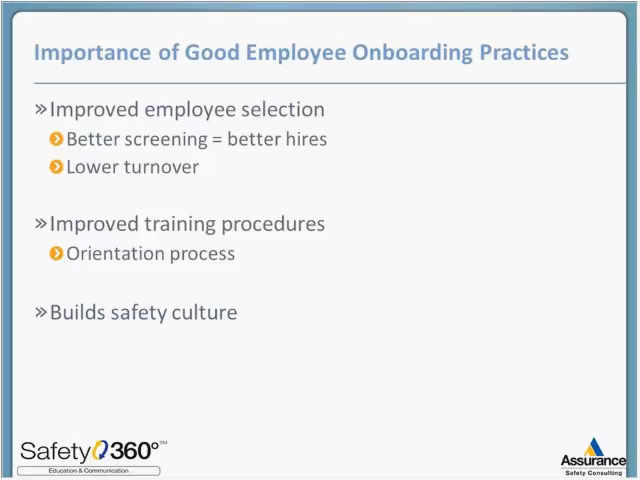 Importance of Good Employee Onboarding Practices
»Improved employee selection
Better screening = better hires
Lower turnover
»Improved training procedures
Orientation process
»Builds safety culture
Safety 360° SM
Education & Communication
Assurance
Safety Consulting